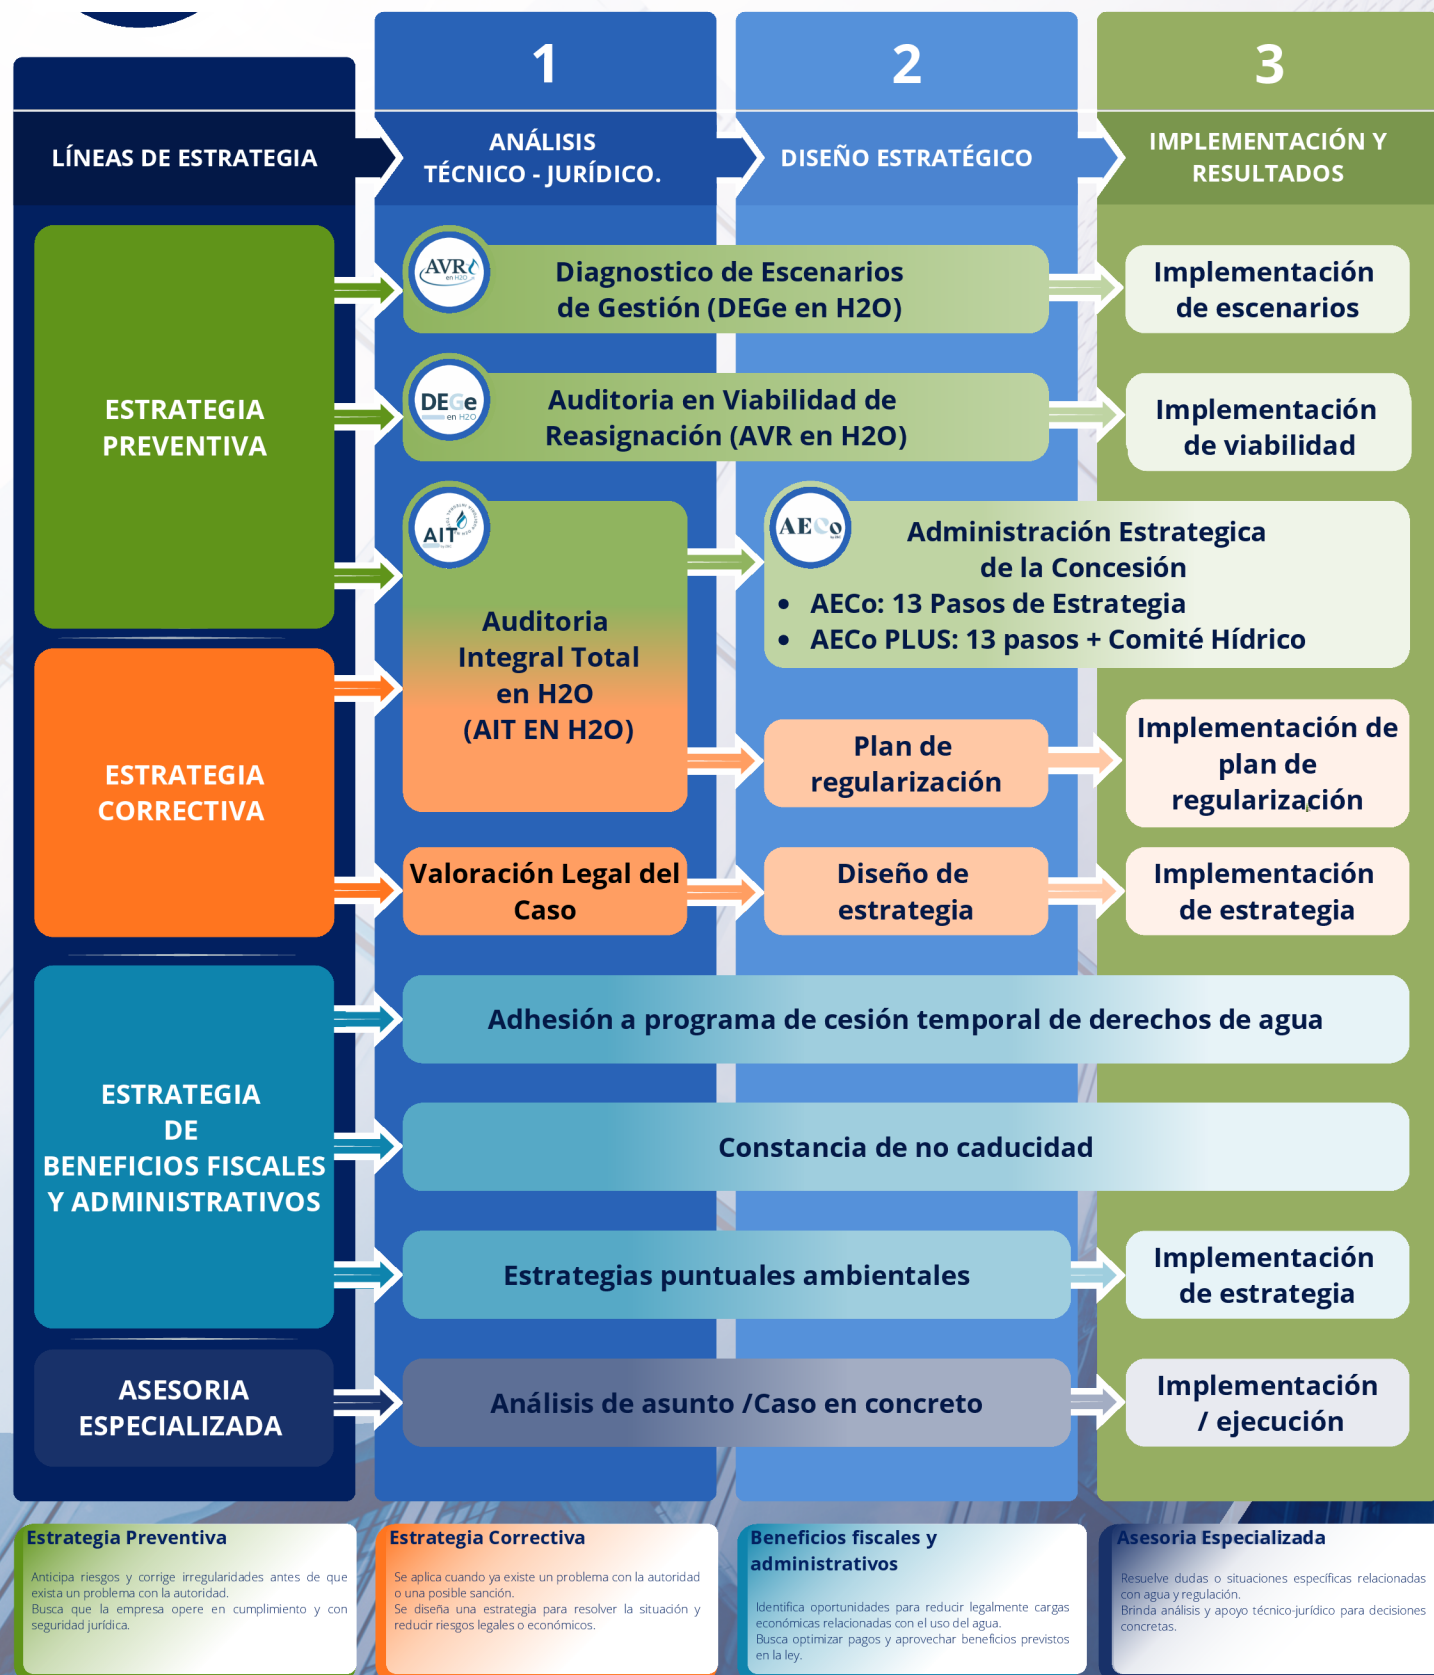 1
2
3
LÍNEAS DE ESTRATEGIA
ANÁLISIS
TÉCNICO - JURÍDICO.
DISEÑO ESTRATÉGICO
IMPLEMENTACIÓN Y
RESULTADOS
ESTRATEGIA
PREVENTIVA
AVR
en H2O
Diagnostico de Escenarios
de Gestión (DEGe en H2O)
Implementación
de escenarios
DEGe
en H2O
Auditoria en Viabilidad de
Reasignación (AVR en H2O)
Implementación
de viabilidad
AIT
Auditoria
Integral Total
en H2O
(AIT EN H2O)
AECo
Administración Estrategica
de la Concesión
• AECo: 13 Pasos de Estrategia
• AECo PLUS: 13 pasos + Comité Hídrico
ESTRATEGIA
CORRECTIVA
Plan de
regularización
Implementación de
plan de
regularización
Valoración Legal del
Caso
Diseño de
estrategia
Implementación
de estrategia
ESTRATEGIA
DE
BENEFICIOS FISCALES
Y ADMINISTRATIVOS
Adhesión a programa de cesión temporal de derechos de agua
Constancia de no caducidad
Estrategias puntuales ambientales
Implementación
de estrategia
ASESORIA
ESPECIALIZADA
Análisis de asunto /Caso en concreto
Implementación
/ ejecución
Estrategia Preventiva
Anticipa riesgos y corrige irregularidades antes de que
exista un problema con la autoridad.
Busca que la empresa opere en cumplimiento y con
seguridad jurídica.
Estrategia Correctiva
Se aplica cuando ya existe un problema con la autoridad
o una posible sanción.
Se diseña una estrategia para resolver la situación y
reducir riesgos legales o económicos.
Beneficios fiscales y
administrativos
Identifica oportunidades para reducir legalmente cargas
económicas relacionadas con el uso del agua.
Busca optimizar pagos y aprovechar beneficios previstos
en la ley.
Asesoria Especializada
Resuelve dudas o situaciones específicas relacionadas
con agua y regulación.
Brinda análisis y apoyo técnico-jurídico para decisiones
concretas.